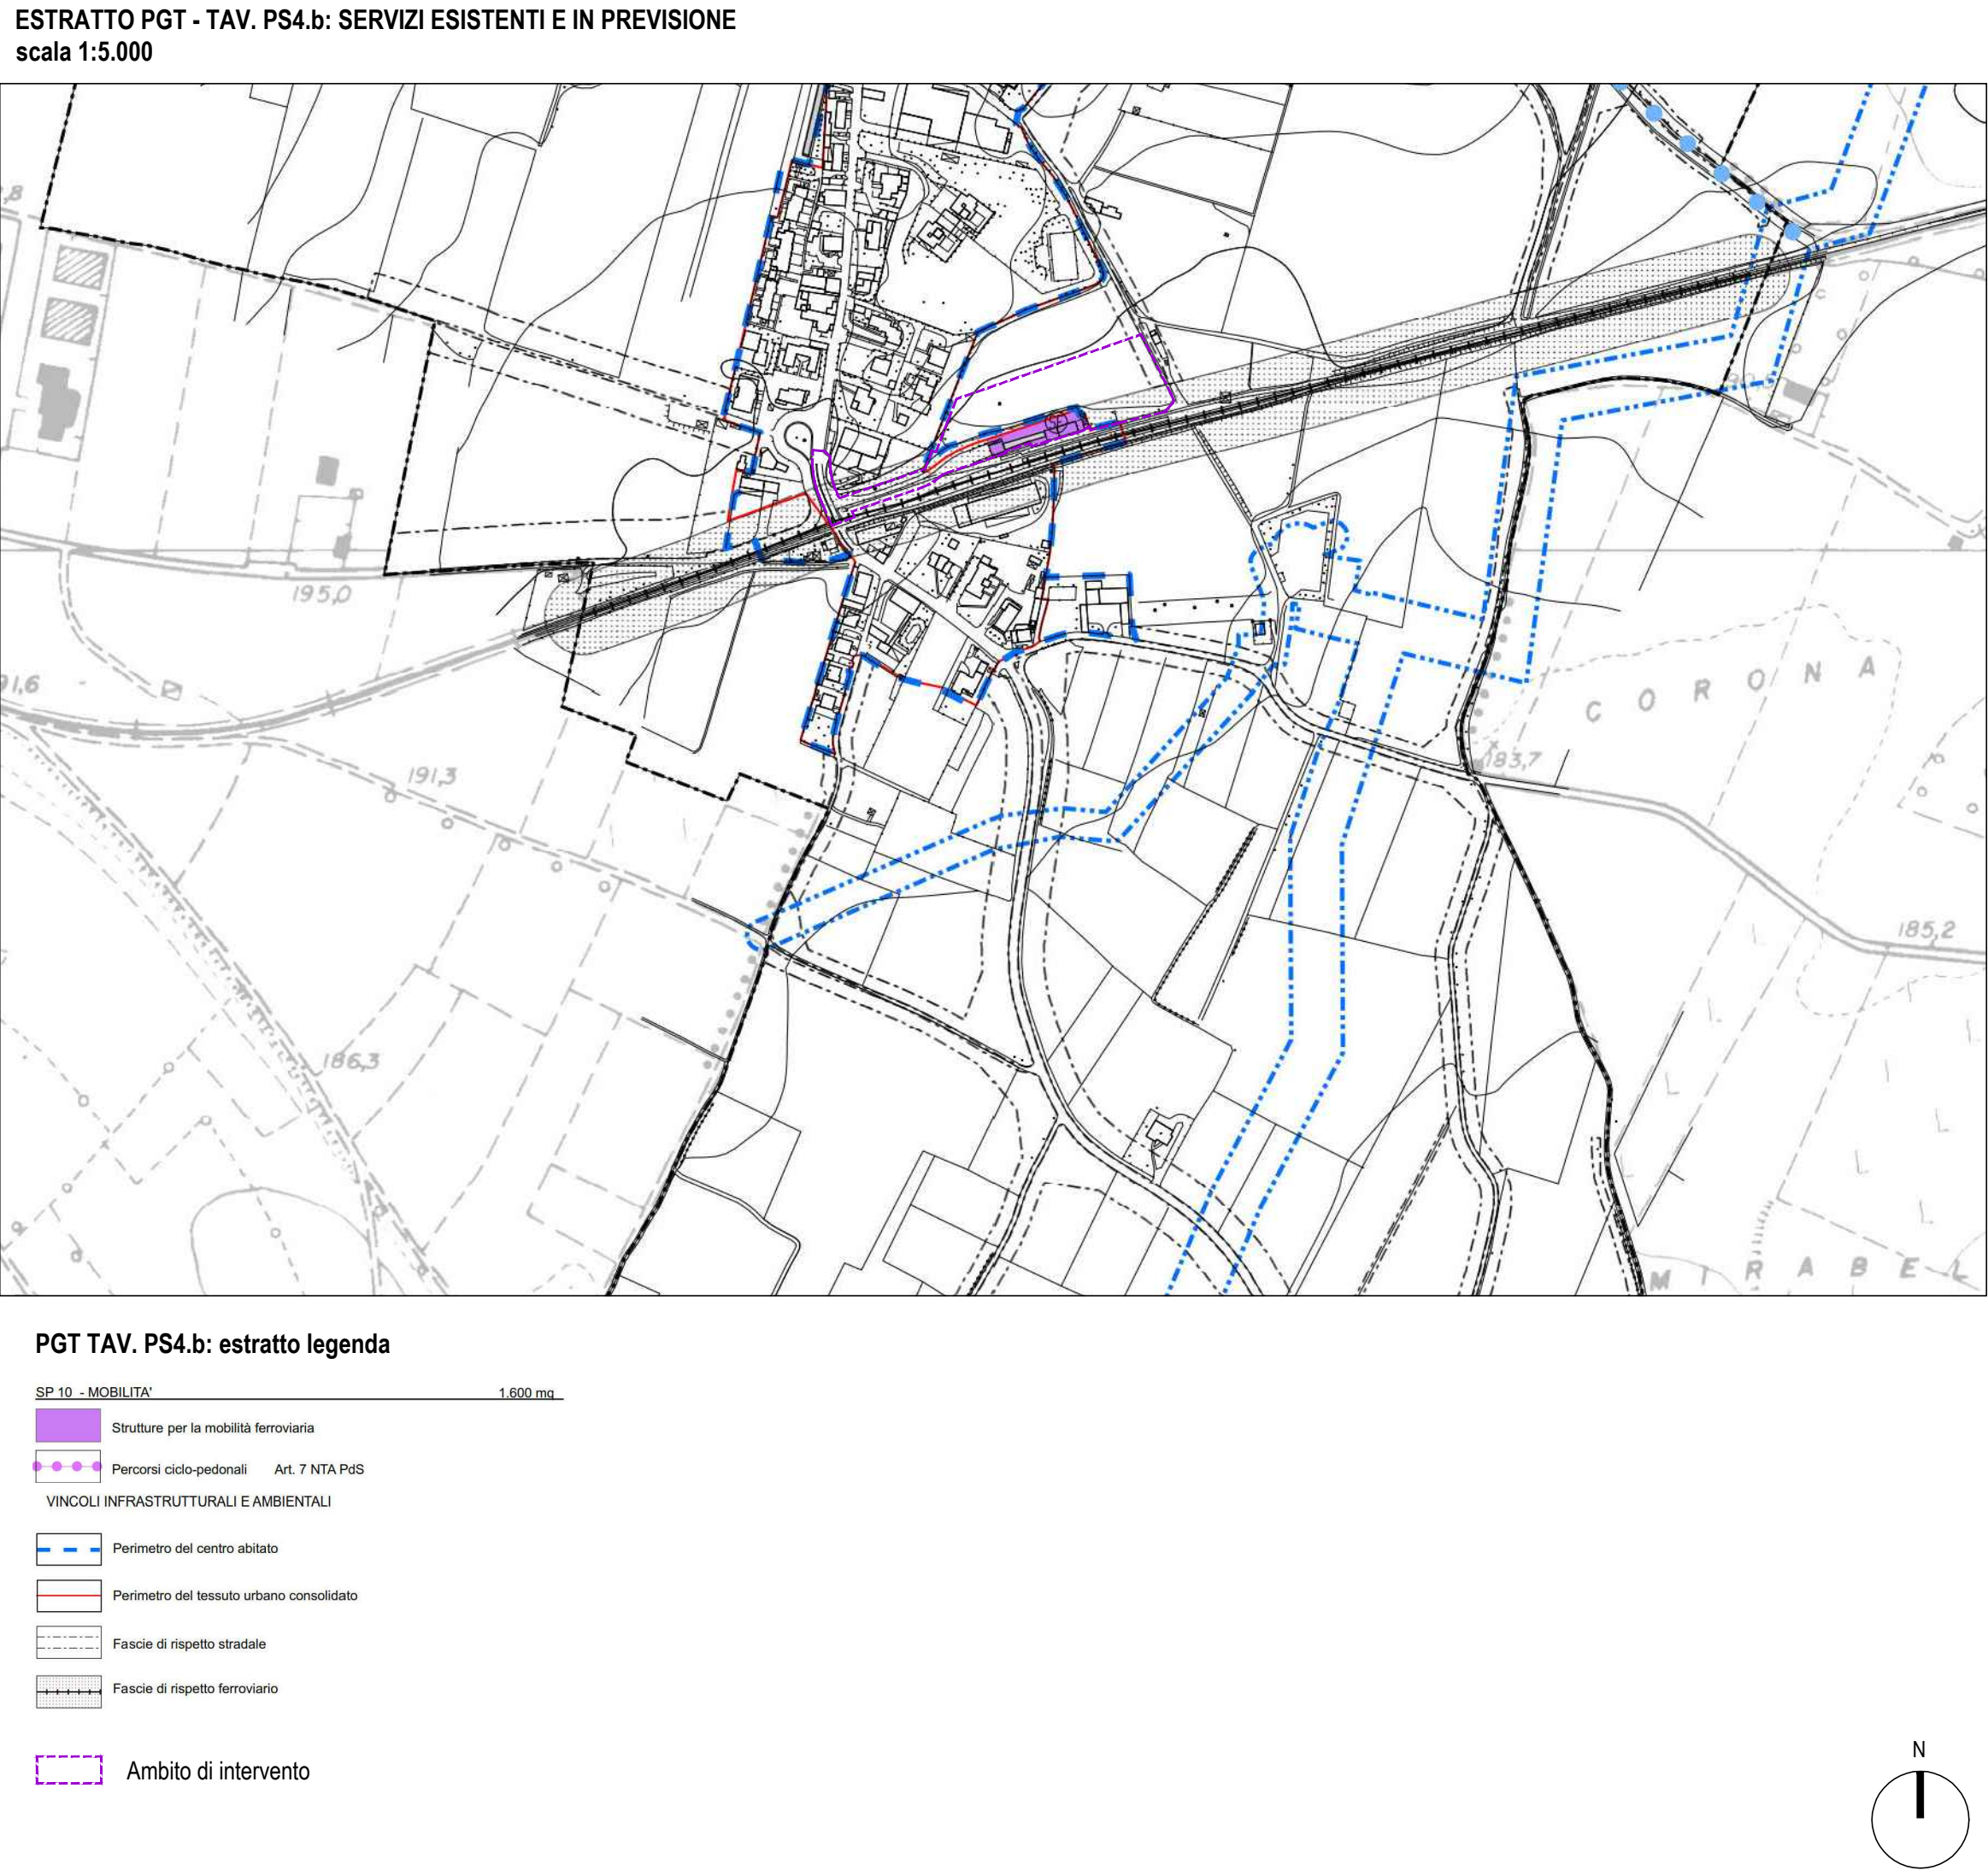 ESTRATTO PGT - TAV. PS4.b: SERVIZI ESISTENTI E IN PREVISIONE
scala 1:5.000
195,0
191,3
186,3
C O R O N A
183,7
185,2
M I R A B E L
PGT TAV. PS4.b: estratto legenda
SP 10 - MOBILITA' 1.600 mq
Strutture per la mobilità ferroviaria
Percorsi ciclo-pedonali Art. 7 NTA PdS
VINCOLI INFRASTRUTTURALI E AMBIENTALI
Perimetro del centro abitato
Perimetro del tessuto urbano consolidato
Fascie di rispetto stradale
Fascie di rispetto ferroviario
Ambito di intervento
N